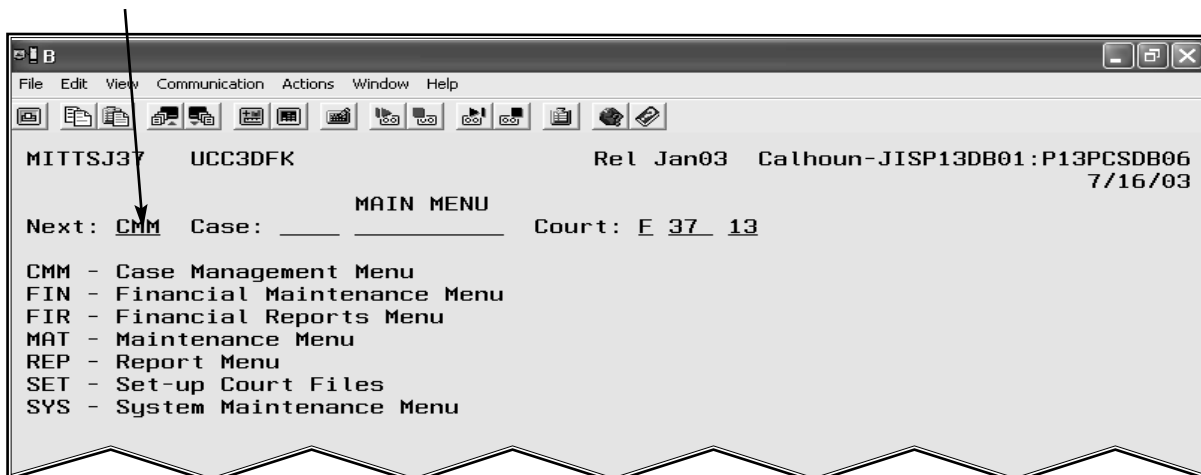 B
File Edit View Communication Actions Window Help
MITTSJ37 UCC3DFK Rel Jan03 Calhoun-JISP13DB01:P13PCSDB06
7/16/03
MAIN MENU
Next: CMM Case: ____ ___________ Court: F 37 13
CMM - Case Management Menu
FIN - Financial Maintenance Menu
FIR - Financial Reports Menu
MAT - Maintenance Menu
REP - Report Menu
SET - Set-up Court Files
SYS - System Maintenance Menu